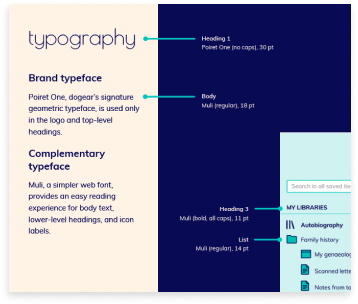 typography
Heading 1
Poiret One (no caps), 30 pt
Brand typeface
Poiret One, dogear's signature
geometric typeface, is used only
in the logo and top-level
headings.
Body
Muli (regular), 18 pt
Complementary
typeface
Muli, a simpler web font,
provides an easy reading
experience for body text,
lower-level headings, and icon
labels.
Heading 3
Muli (bold, all caps), 11 pt
List
Muli (regular), 14 pt
Search in all saved ite
MY LIBRARIES
Autobiography
Family history
My genealog
Scanned lette
Notes from to